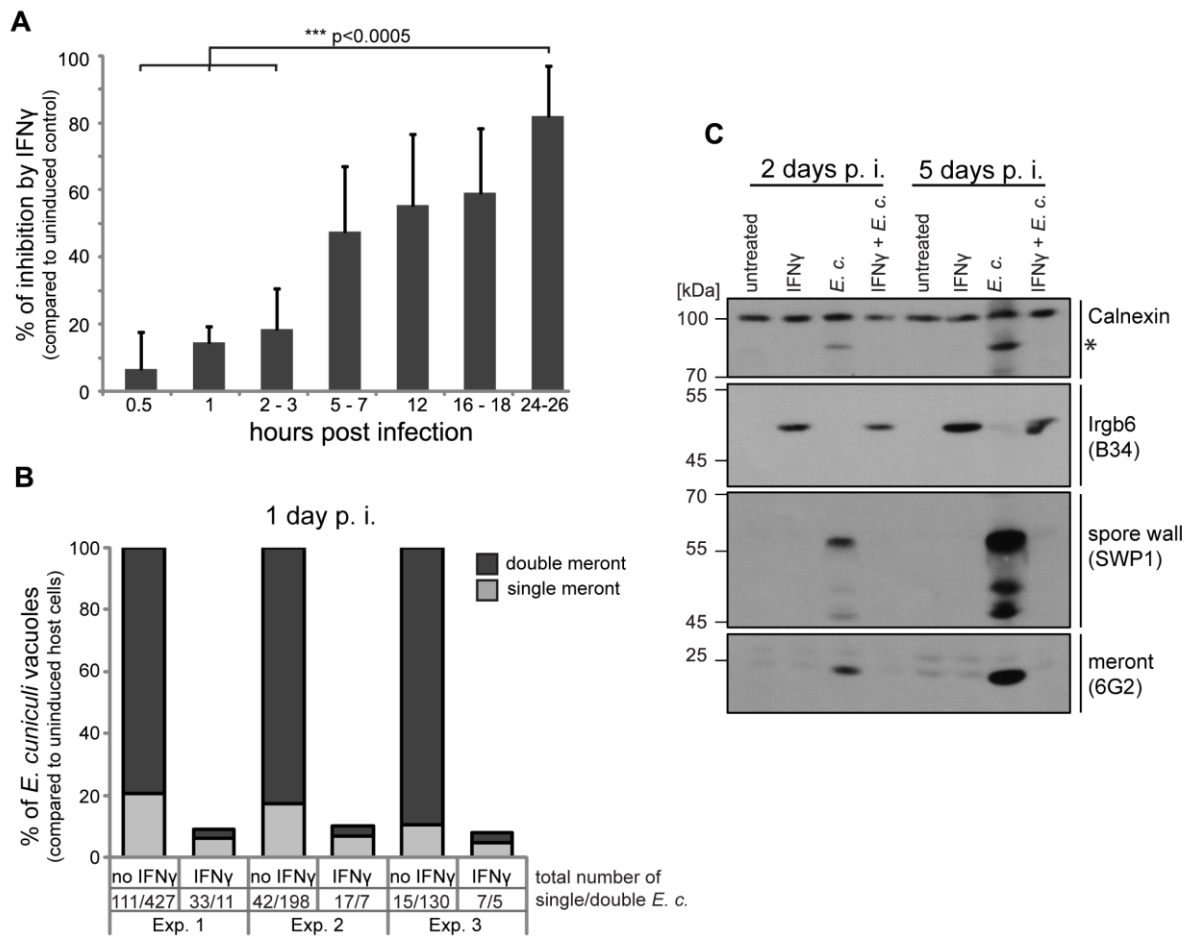 A
*** p<0.0005
% of inhibition by IFNγ
(compared to uninduced control)
100
80
60
40
20
0
0.5 1 2 - 3 5 - 7 12 16 - 18 24-26
hours post infection
B
1 day p. i.
double meront
single meront
% of E. cuniculi vacuoles
(compared to uninduced host cells)
100
80
60
40
20
0
no IFNγ IFNγ no IFNγ IFNγ no IFNγ IFNγ
111/427 33/11 42/198 17/7 15/130 7/5
Exp. 1 Exp. 2 Exp. 3
total number of
single/double E. c.
C
2 days p. i. 5 days p. i.
untreated IFNγ E. c. IFNγ + E. c. untreated IFNγ E. c. IFNγ + E. c.
[kDa]
100
70
Calnexin
*
55
45
Irgb6
(B34)
70
55
45
spore wall
(SWP1)
25
meront
(6G2)